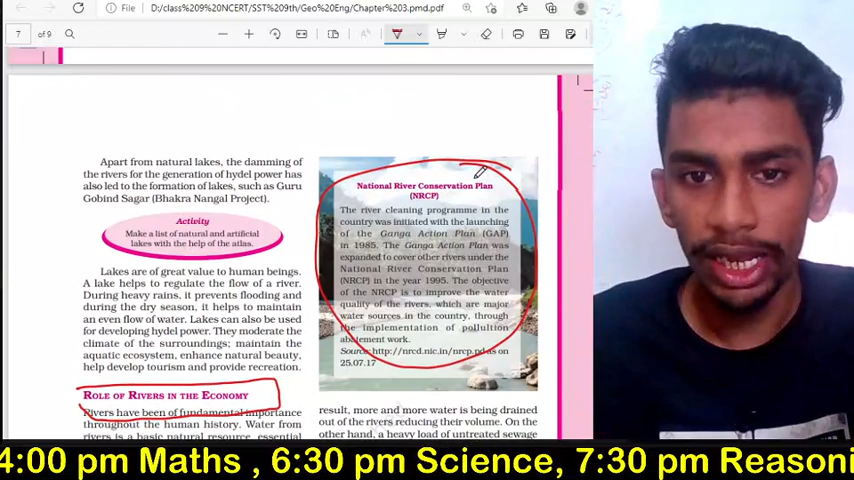 File
D:/class%209%20NCERT/SST%209th/Geo%20Eng/Chapter%203.pmd.pdf
7
of 9
Apart from natural lakes, the damming of
the rivers for the generation of hydel power has
also led to the formation of lakes, such as Guru
Gobind Sagar (Bhakra Nangal Project).
Activity
Make a list of natural and artificial
lakes with the help of the atlas.
Lakes are of great value to human beings.
A lake helps to regulate the flow of a river.
During heavy rains, it prevents flooding and
during the dry season, it helps to maintain
an even flow of water. Lakes can also be used
for developing hydel power. They moderate the
climate of the surroundings; maintain the
aquatic ecosystem, enhance natural beauty,
help develop tourism and provide recreation.
ROLE OF RIVERS IN THE ECONOMY
Rivers have been of fundamental importance
throughout the human history. Water from
rivers is a basic natural resource, essential
National River Conservation Plan
(NRCP)
The river cleaning programme in the
country was initiated with the launching
of the Ganga Action Plan (GAP)
in 1985. The Ganga Action Plan was
expanded to cover other rivers under the
National River Conservation Plan
(NRCP) in the year 1995. The objective
of the NRCP is to improve the water
quality of the rivers, which are major
water sources in the country, through
the implementation of pollultion
abatement work.
Source: http://nrcd.nic.in/nrcp.pd as on
25.07.17
result, more and more water is being drained
out of the rivers reducing their volume. On the
other hand, a heavy load of untreated sewage
4:00 pm Maths , 6:30 pm Science, 7:30 pm Reasoni